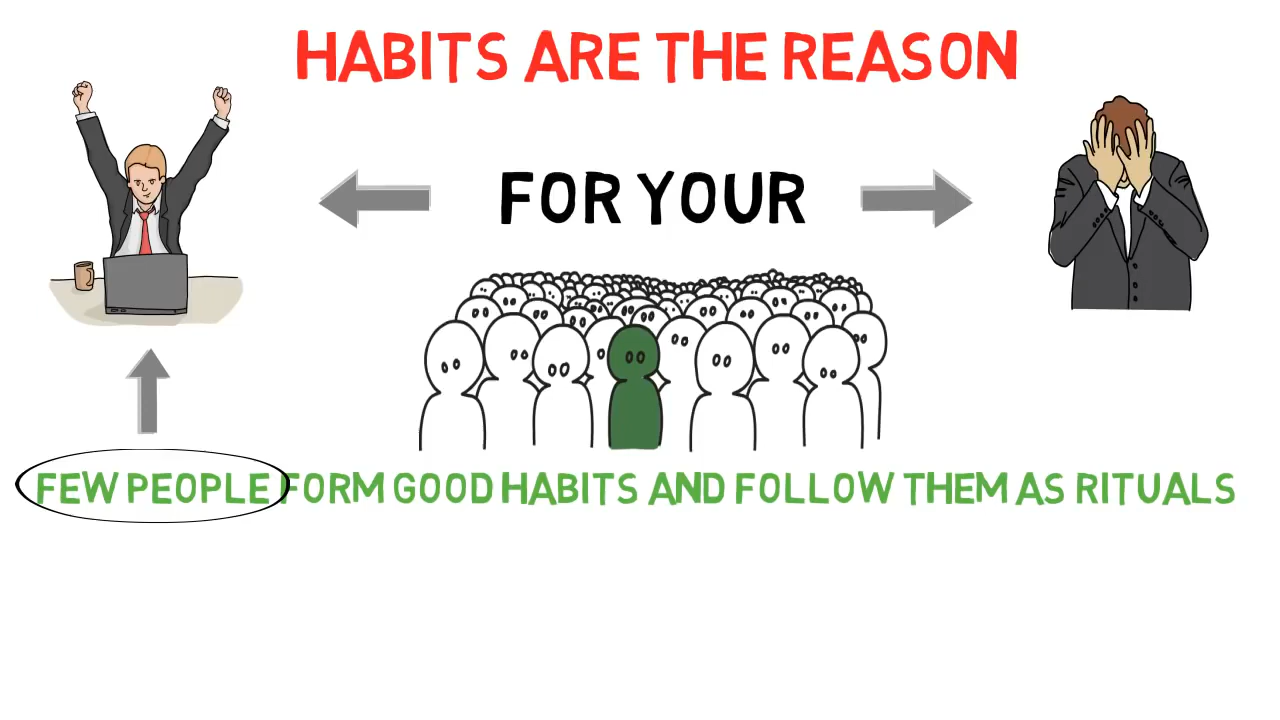 HABITS ARE THE REASON
FOR YOUR
FEW PEOPLE FORM GOOD HABITS AND FOLLOW THEM AS RITUALS